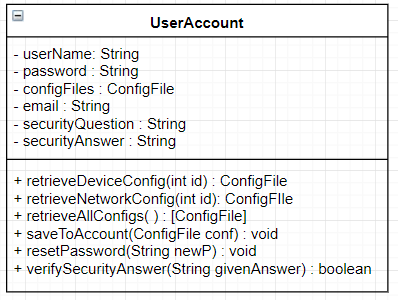 UserAccount
- userName: String
- password : String
- configFiles : ConfigFile
- email : String
- securityQuestion : String
- securityAnswer : String
+ retrieveDeviceConfig(int id) : ConfigFile
+ retrieveNetworkConfig(int id): ConfigFIle
+ retrieveAllConfigs( ) : [ConfigFile]
+ saveToAccount(ConfigFile conf) : void
+ resetPassword(String newP) : void
+ verifySecurityAnswer(String givenAnswer) : boolean